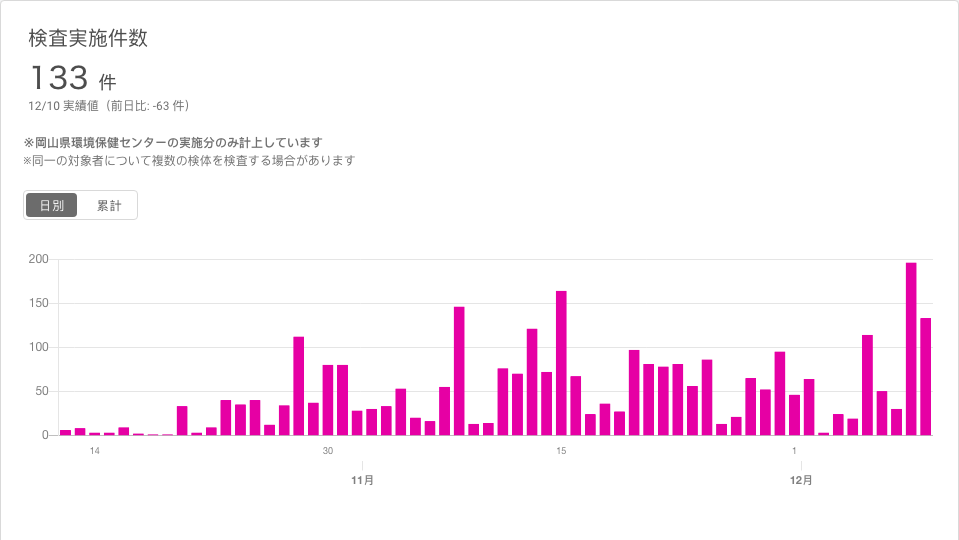 検査実施件数
133 件
12/10 実績値（前日比: -63 件）
※岡山県環境保健センターの実施分のみ計上しています
※同一の対象者について複数の検体を検査する場合があります
日別 累計
200
150
100
50
0
14 30 15 1
11月 12月